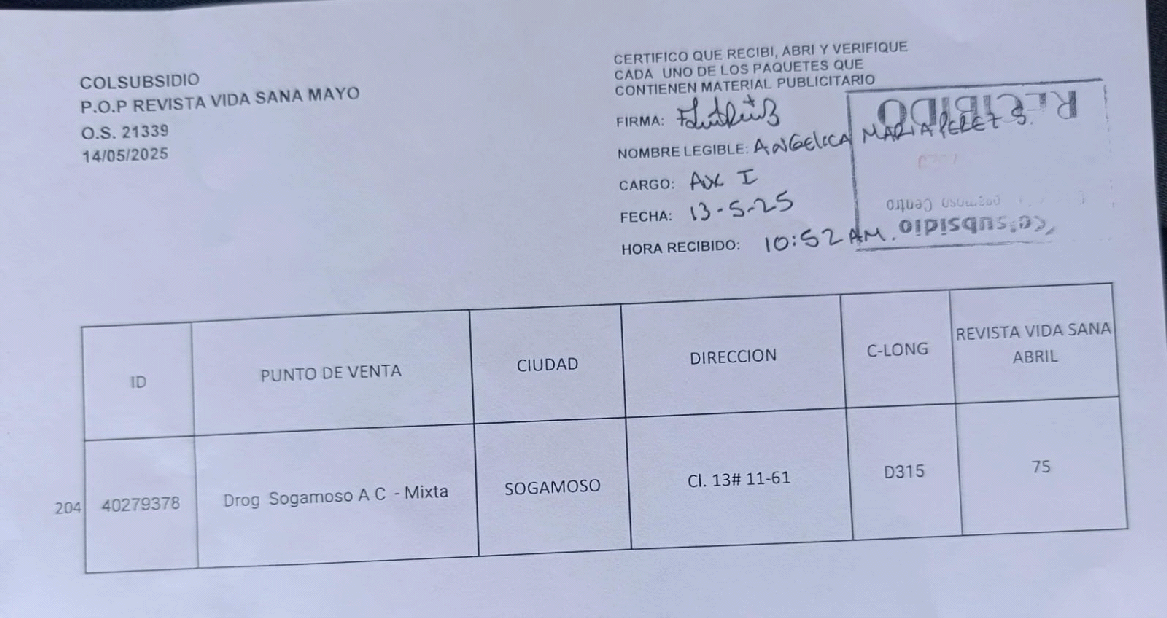 COLSUBSIDIO
P.O.P REVISTA VIDA SANA MAYO
O.S. 21339
14/05/2025
CERTIFICO QUE RECIBI, ABRI Y VERIFIQUE
CADA UNO DE LOS PAQUETES QUE
CONTIENEN MATERIAL PUBLICITARIO
FIRMA:
NOMBRE LEGIBLE: ANGELICA MARIA PEREZ S.
CARGO: AUX I
FECHA: 13-5-25
HORA RECIBIDO: 10:52 AM.
RECIBIDO
Sogamoso Centro
Colsubsidio
ID PUNTO DE VENTA CIUDAD DIRECCION C-LONG REVISTA VIDA SANA
ABRIL
204 40279378 Drog Sogamoso A C - Mixta SOGAMOSO Cl. 13# 11-61 D315 75